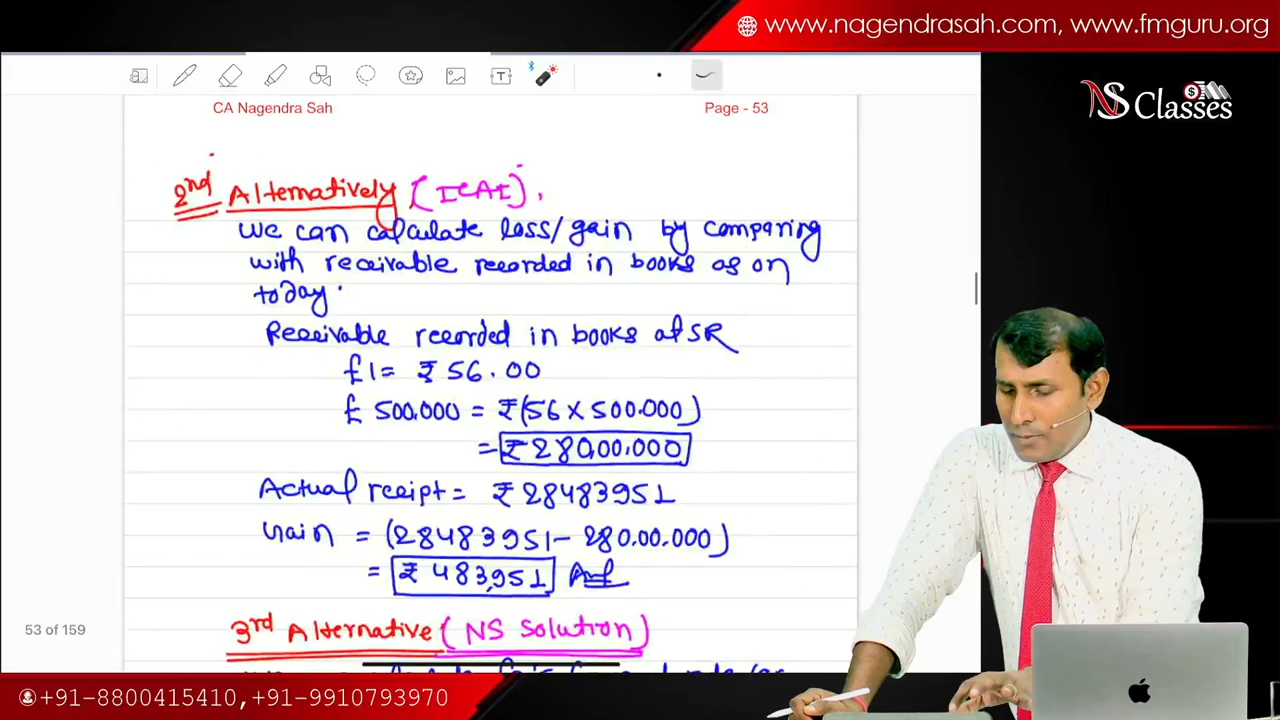 www.nagendrasah.com, www.fmguru.org
NS Classes
CA Nagendra Sah
Page - 53
2nd Alternatively (ICAI).
We can calculate loss/gain by comparing
with receivable recorded in books as on
today.
Receivable recorded in books at SR
£1 = ₹ 56.00
£ 500.000 = ₹(56 × 500.000)
= ₹ 280,00.000
Actual receipt = ₹ 28483951
Gain = (28483951 - 280.00.000)
= ₹ 483,951 Ans
3rd Alternative (NS Solution)
53 of 159
+91-8800415410, +91-9910793970